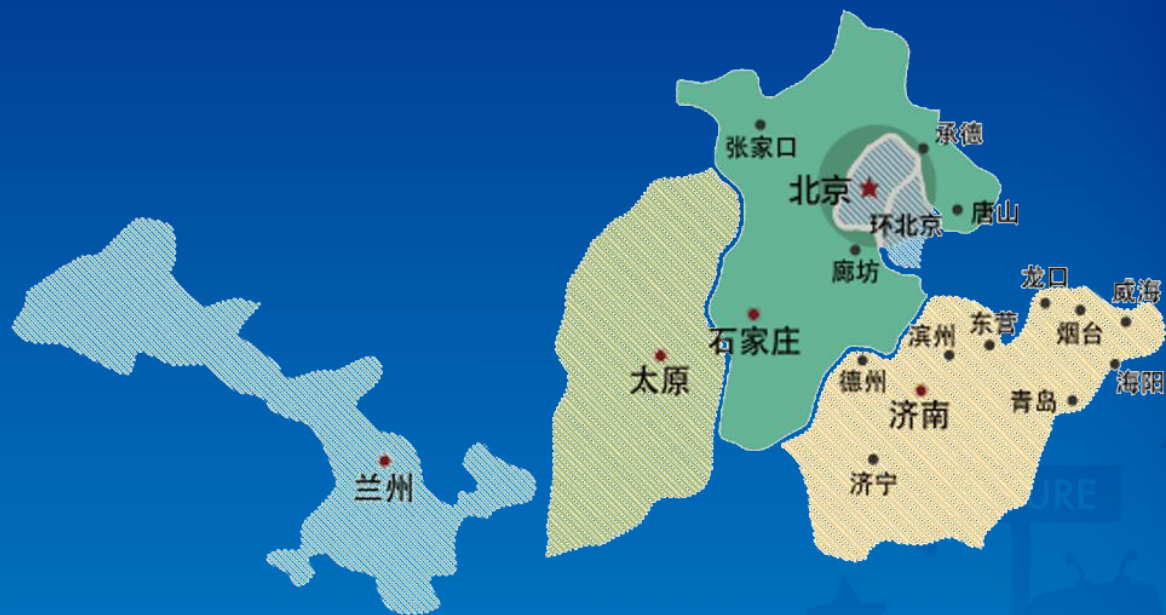 承德
张家口
北京
唐山
环北京
廊坊
龙口
威海
石家庄
滨州
东营
烟台
太原
德州
海阳
济南
青岛
兰州
济宁
URE